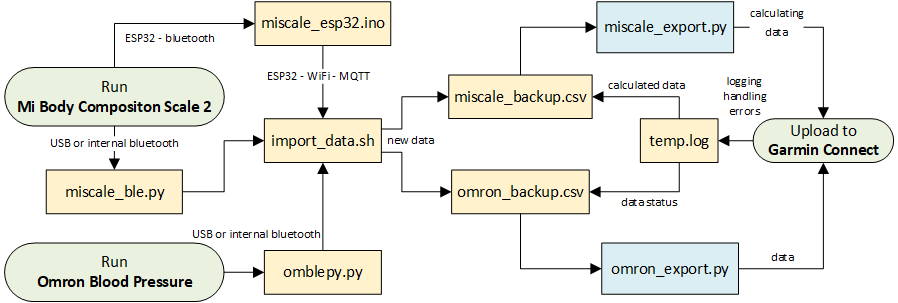 miscale_esp32.ino
miscale_export.py
calculating
data
ESP32 - bluetooth
ESP32 - WiFi - MQTT
Run
Mi Body Compositon Scale 2
miscale_backup.csv
calculated data
logging
handling
errors
USB or internal bluetooth
import_data.sh
new data
temp.log
Upload to
Garmin Connect
miscale_ble.py
omron_backup.csv
data status
USB or internal bluetooth
Run
Omron Blood Pressure
omblepy.py
omron_export.py
data